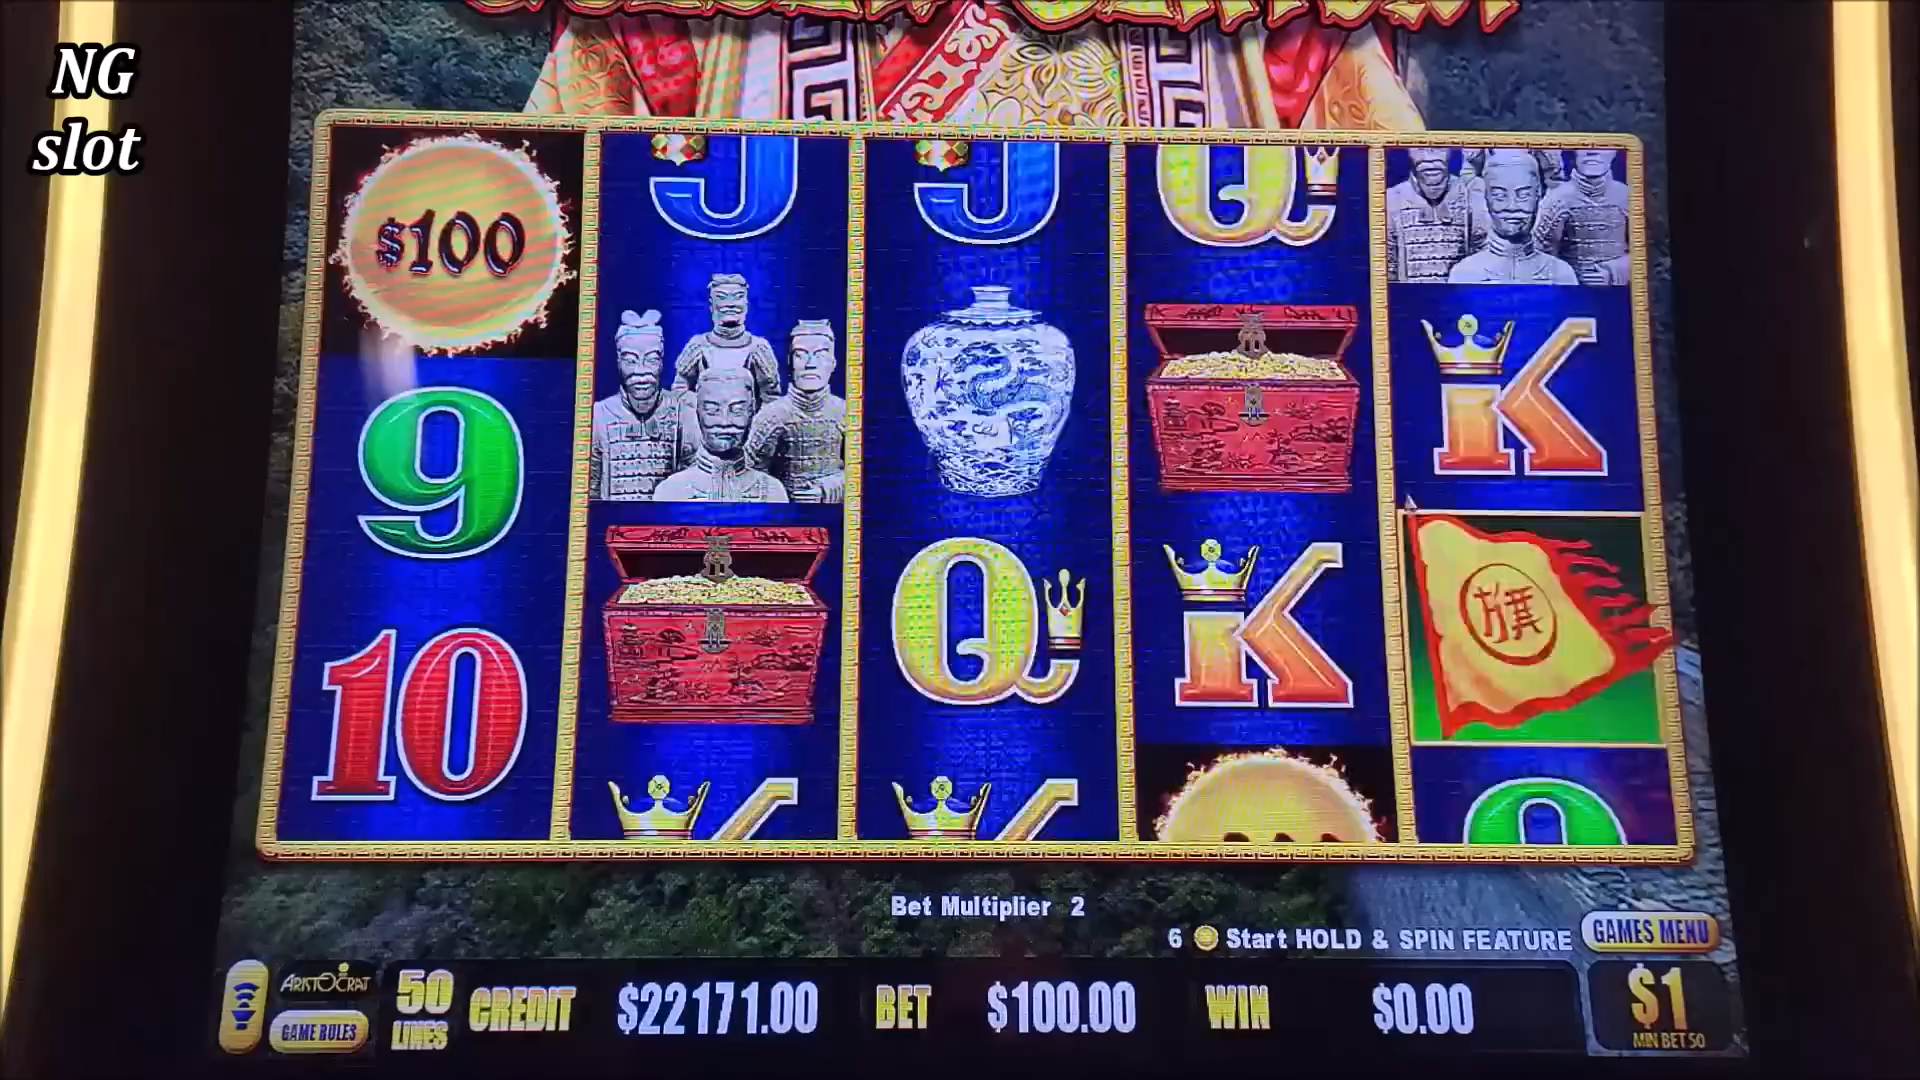 NG
slot
$100
J
J
Q
9
K
10
Q
K
旗
Bet Multiplier 2
6 Start HOLD & SPIN FEATURE
GAMES MENU
ARISTOCRAT
GAME RULES
50
LINES
CREDIT $22171.00
BET $100.00
WIN $0.00
$1
MIN BET 50